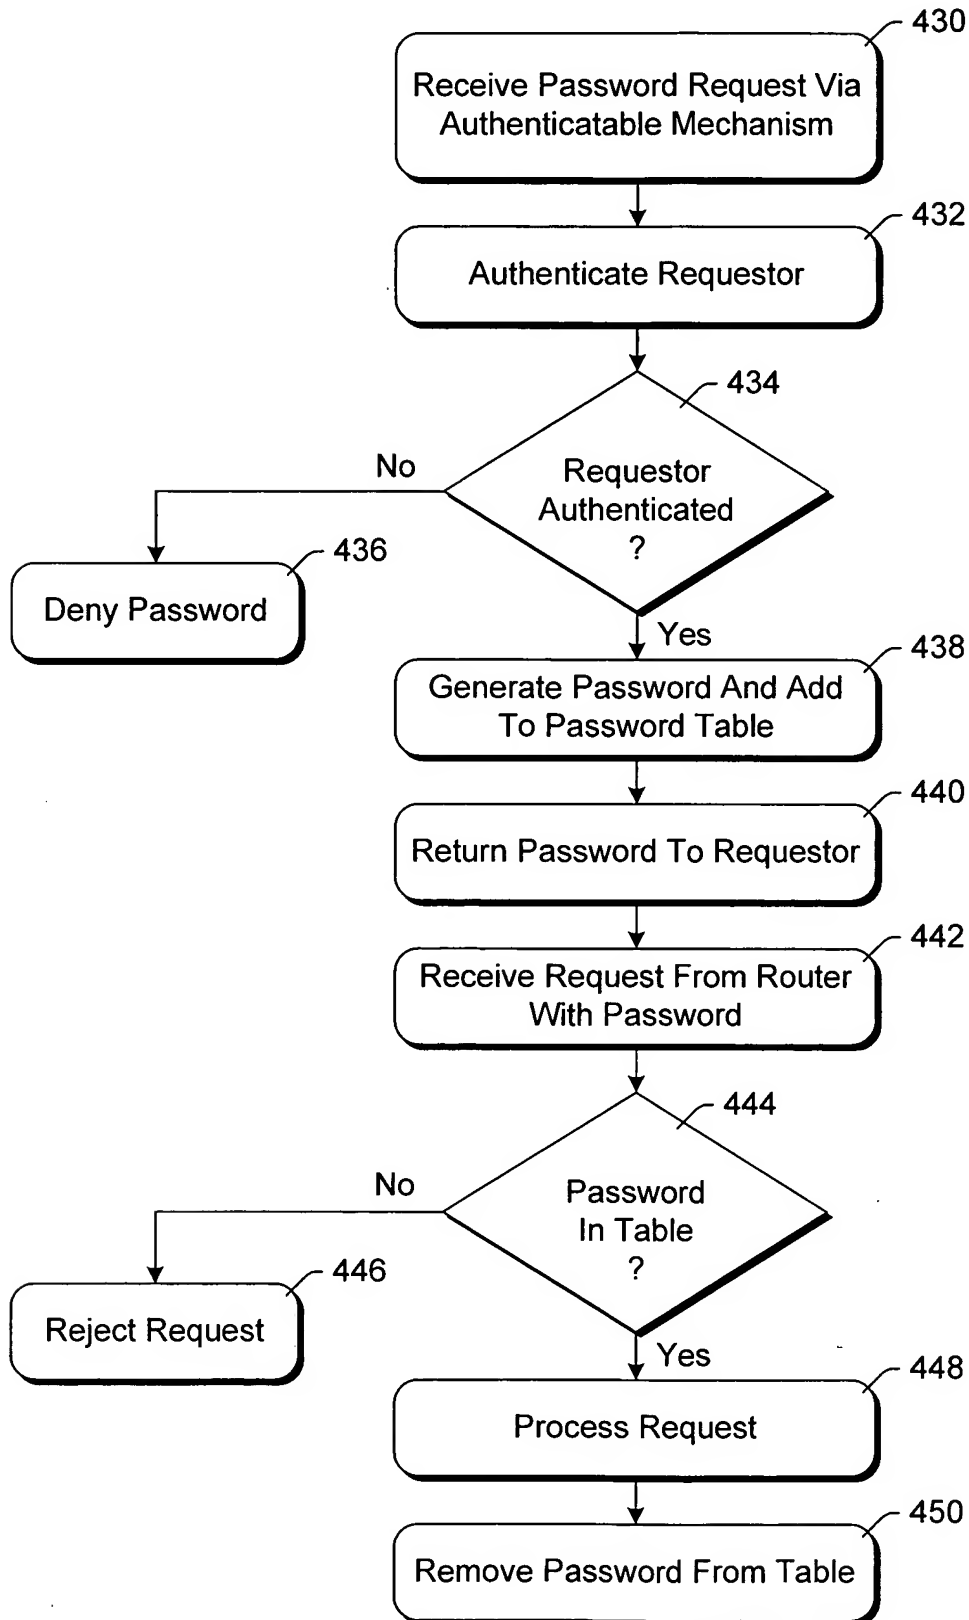 430
Receive Password Request Via
Authenticatable Mechanism
432
Authenticate Requestor
434
No
Requestor
Authenticated
?
436
Deny Password
Yes
438
Generate Password And Add
To Password Table
440
Return Password To Requestor
442
Receive Request From Router
With Password
444
No
Password
In Table
?
446
Reject Request
Yes
448
Process Request
450
Remove Password From Table